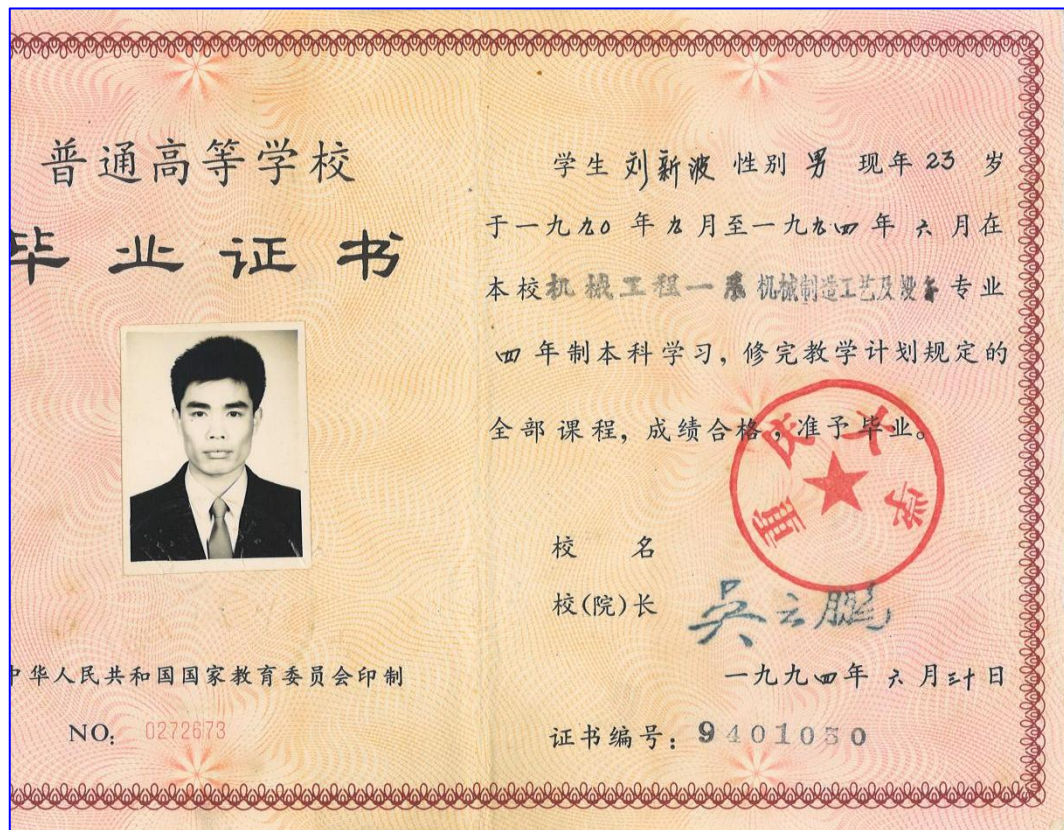 普通高等学校
毕业证书
中华人民共和国国家教育委员会印制
NO: 0272673
学生 刘新波 性别 男 现年 23 岁
于一九九0 年 九 月至一九九四 年 六 月在
本校机械工程一系机械制造工艺及设备专业
四 年制本科学习, 修完教学计划规定的
全部课程, 成绩合格, 准予毕业。
重庆大学
校 名
校(院)长 吴云鹏
一九九四年 六 月三十日
证书编号: 9401050